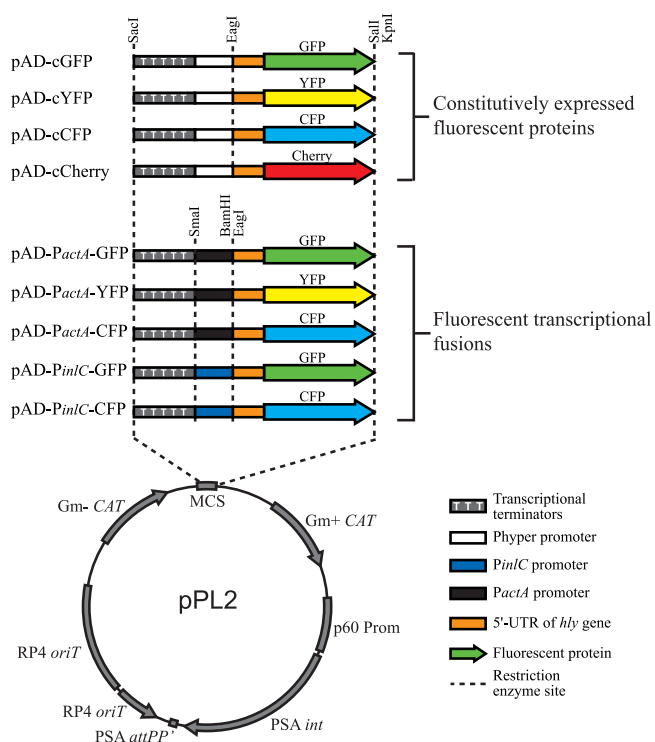 SacI
EagI
SalI
KpnI
pAD-cGFP
GFP
pAD-cYFP
YFP
pAD-cCFP
CFP
pAD-cCherry
Cherry
Constitutively expressed
fluorescent proteins
SmaI
BamHI
EagI
pAD-PactA-GFP
GFP
pAD-PactA-YFP
YFP
pAD-PactA-CFP
CFP
pAD-PinlC-GFP
GFP
pAD-PinlC-CFP
CFP
Fluorescent transcriptional
fusions
MCS
Gm- CAT
Gm+ CAT
pPL2
p60 Prom
RP4 oriT
RP4 oriT
PSA attPP'
PSA int
Transcriptional
terminators
Phyper promoter
PinlC promoter
PactA promoter
5'-UTR of hly gene
Fluorescent protein
Restriction
enzyme site